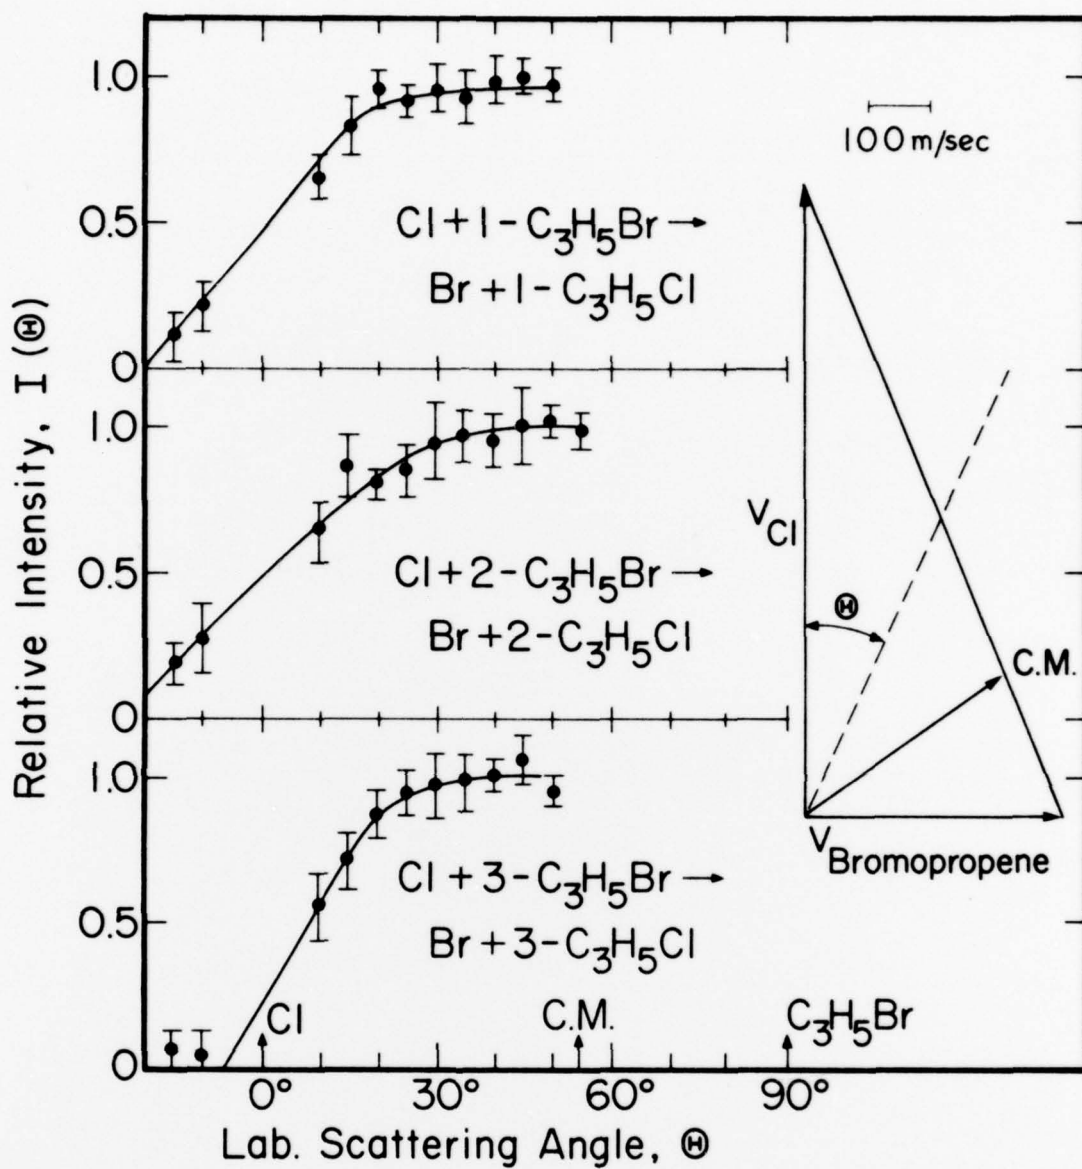 Relative Intensity, I (Θ)
1.0
0.5
0
Cl + 1 - C₃H₅Br →
Br + 1 - C₃H₅Cl
1.0
0.5
0
Cl + 2 - C₃H₅Br →
Br + 2 - C₃H₅Cl
1.0
0.5
0
Cl + 3 - C₃H₅Br →
Br + 3 - C₃H₅Cl
Cl
C.M.
C₃H₅Br
0°
30°
60°
90°
Lab. Scattering Angle, Θ
100 m/sec
V_Cl
Θ
C.M.
V_Bromopropene